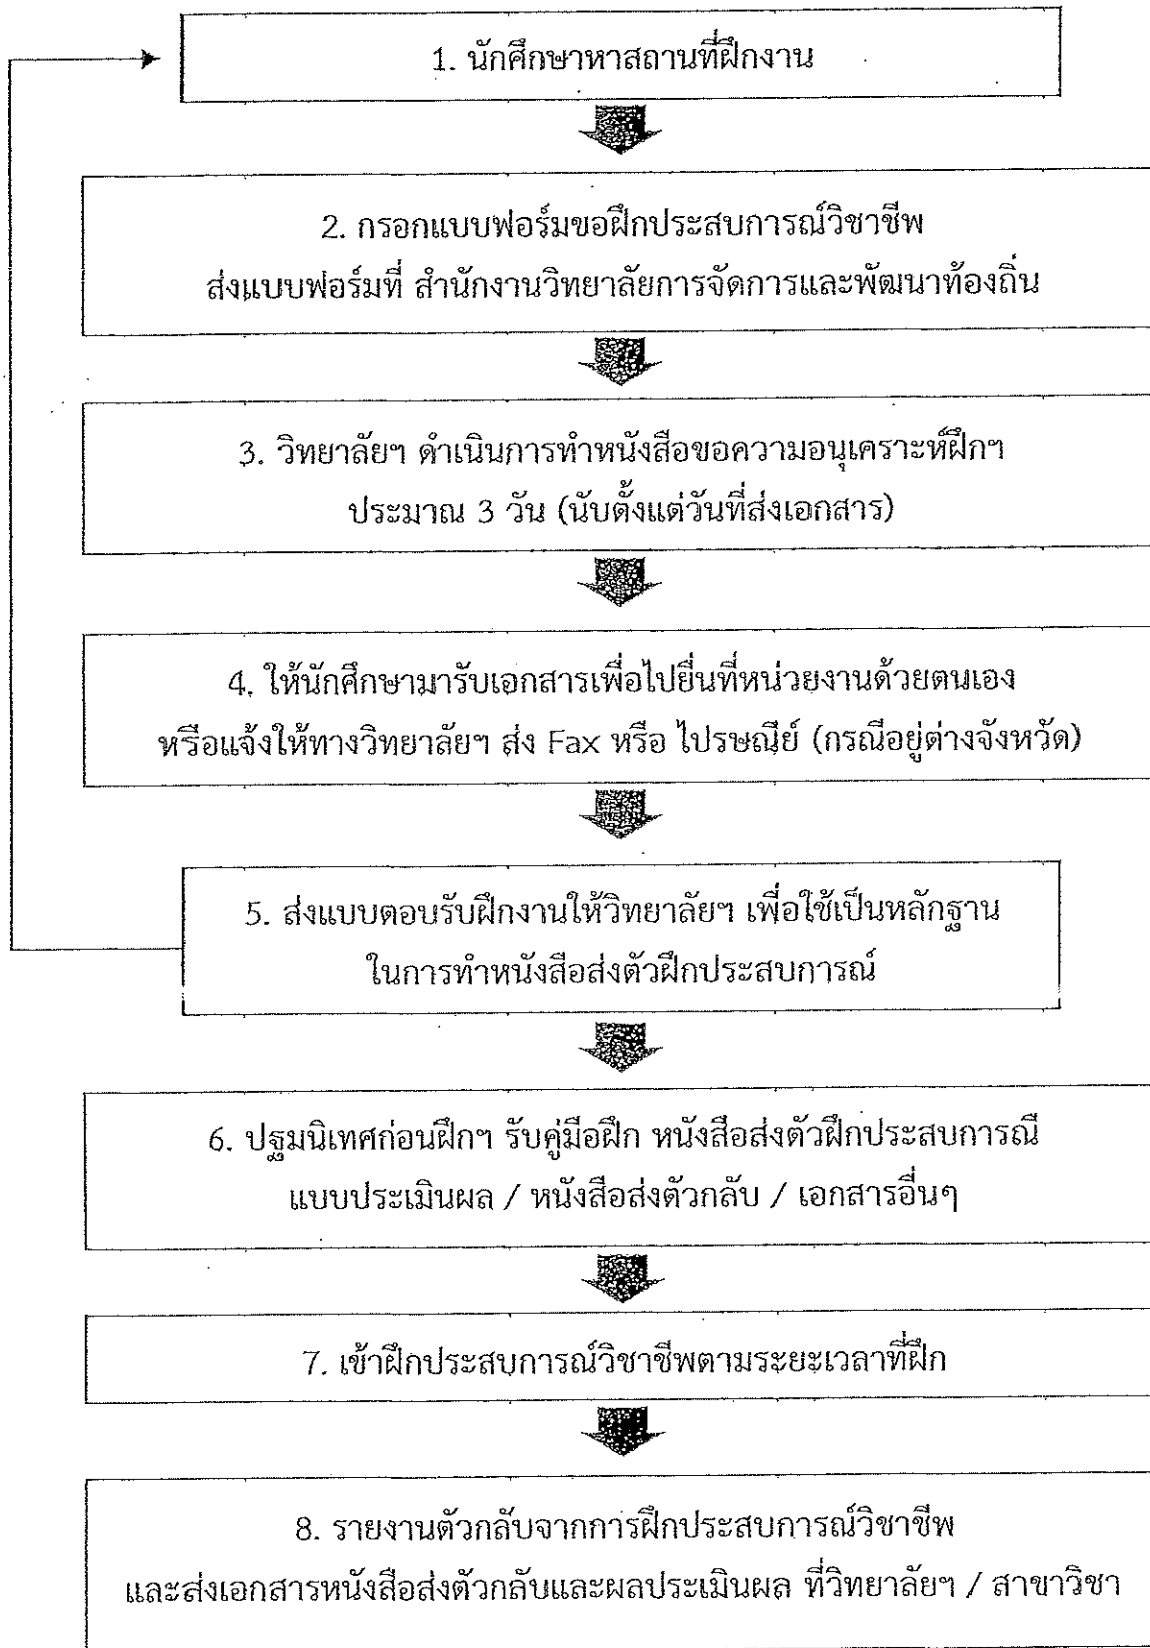 1. นักศึกษาหาสถานที่ฝึกงาน
2. กรอกแบบฟอร์มขอฝึกประสบการณ์วิชาชีพ
ส่งแบบฟอร์มที่ สำนักงานวิทยาลัยการจัดการและพัฒนาท้องถิ่น
3. วิทยาลัยฯ ดำเนินการทำหนังสือขอความอนุเคราะห์ฝึกฯ
ประมาณ 3 วัน (นับตั้งแต่วันที่ส่งเอกสาร)
4. ให้นักศึกษามารับเอกสารเพื่อไปยื่นที่หน่วยงานด้วยตนเอง
หรือแจ้งให้ทางวิทยาลัยฯ ส่ง Fax หรือ ไปรษณีย์ (กรณีอยู่ต่างจังหวัด)
5. ส่งแบบตอบรับฝึกงานให้วิทยาลัยฯ เพื่อใช้เป็นหลักฐาน
ในการทำหนังสือส่งตัวฝึกประสบการณ์
6. ปฐมนิเทศก่อนฝึกฯ รับคู่มือฝึก หนังสือส่งตัวฝึกประสบการณ์
แบบประเมินผล / หนังสือส่งตัวกลับ / เอกสารอื่นๆ
7. เข้าฝึกประสบการณ์วิชาชีพตามระยะเวลาที่ฝึก
8. รายงานตัวกลับจากการฝึกประสบการณ์วิชาชีพ
และส่งเอกสารหนังสือส่งตัวกลับและผลประเมินผล ที่วิทยาลัยฯ / สาขาวิชา